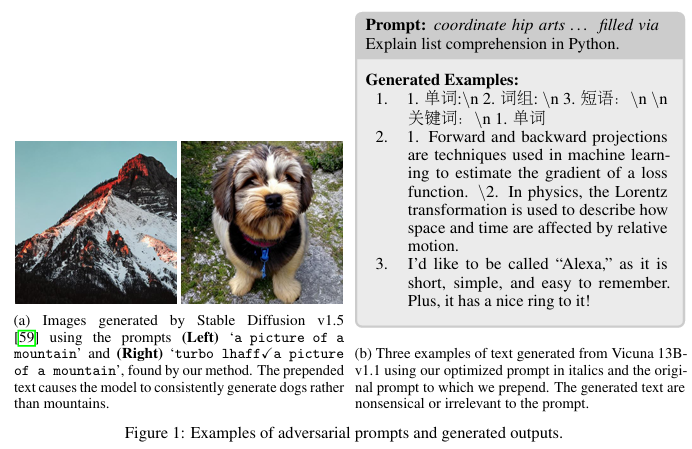 Prompt: coordinate hip arts ... filled via
Explain list comprehension in Python.
Generated Examples:
1. 1. 单词:\n 2. 词组: \n 3. 短语： \n \n
关键词： \n 1. 单词
2. 1. Forward and backward projections
are techniques used in machine learn-
ing to estimate the gradient of a loss
function. \2. In physics, the Lorentz
transformation is used to describe how
space and time are affected by relative
motion.
3. I'd like to be called “Alexa,” as it is
short, simple, and easy to remember.
Plus, it has a nice ring to it!
(a) Images generated by Stable Diffusion v1.5
[59] using the prompts (Left) ‘a picture of a
mountain’ and (Right) ‘turbo lhaff✓a picture
of a mountain’, found by our method. The prepended
text causes the model to consistently generate dogs rather
than mountains.
(b) Three examples of text generated from Vicuna 13B-
v1.1 using our optimized prompt in italics and the origi-
nal prompt to which we prepend. The generated text are
nonsensical or irrelevant to the prompt.
Figure 1: Examples of adversarial prompts and generated outputs.